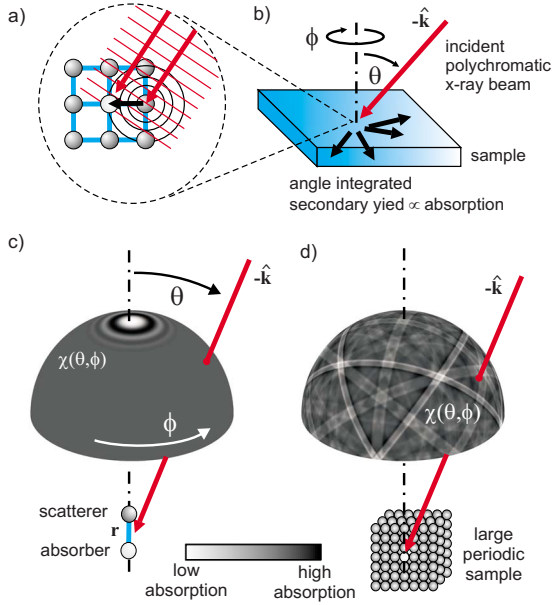 a)
b)
ϕ
-k̂
θ
incident
polychromatic
x-ray beam
sample
angle integrated
secondary yied ∝ absorption
c)
d)
θ
-k̂
-k̂
χ(θ,ϕ)
χ(θ,ϕ)
ϕ
scatterer
r
absorber
low
absorption
high
absorption
large
periodic
sample